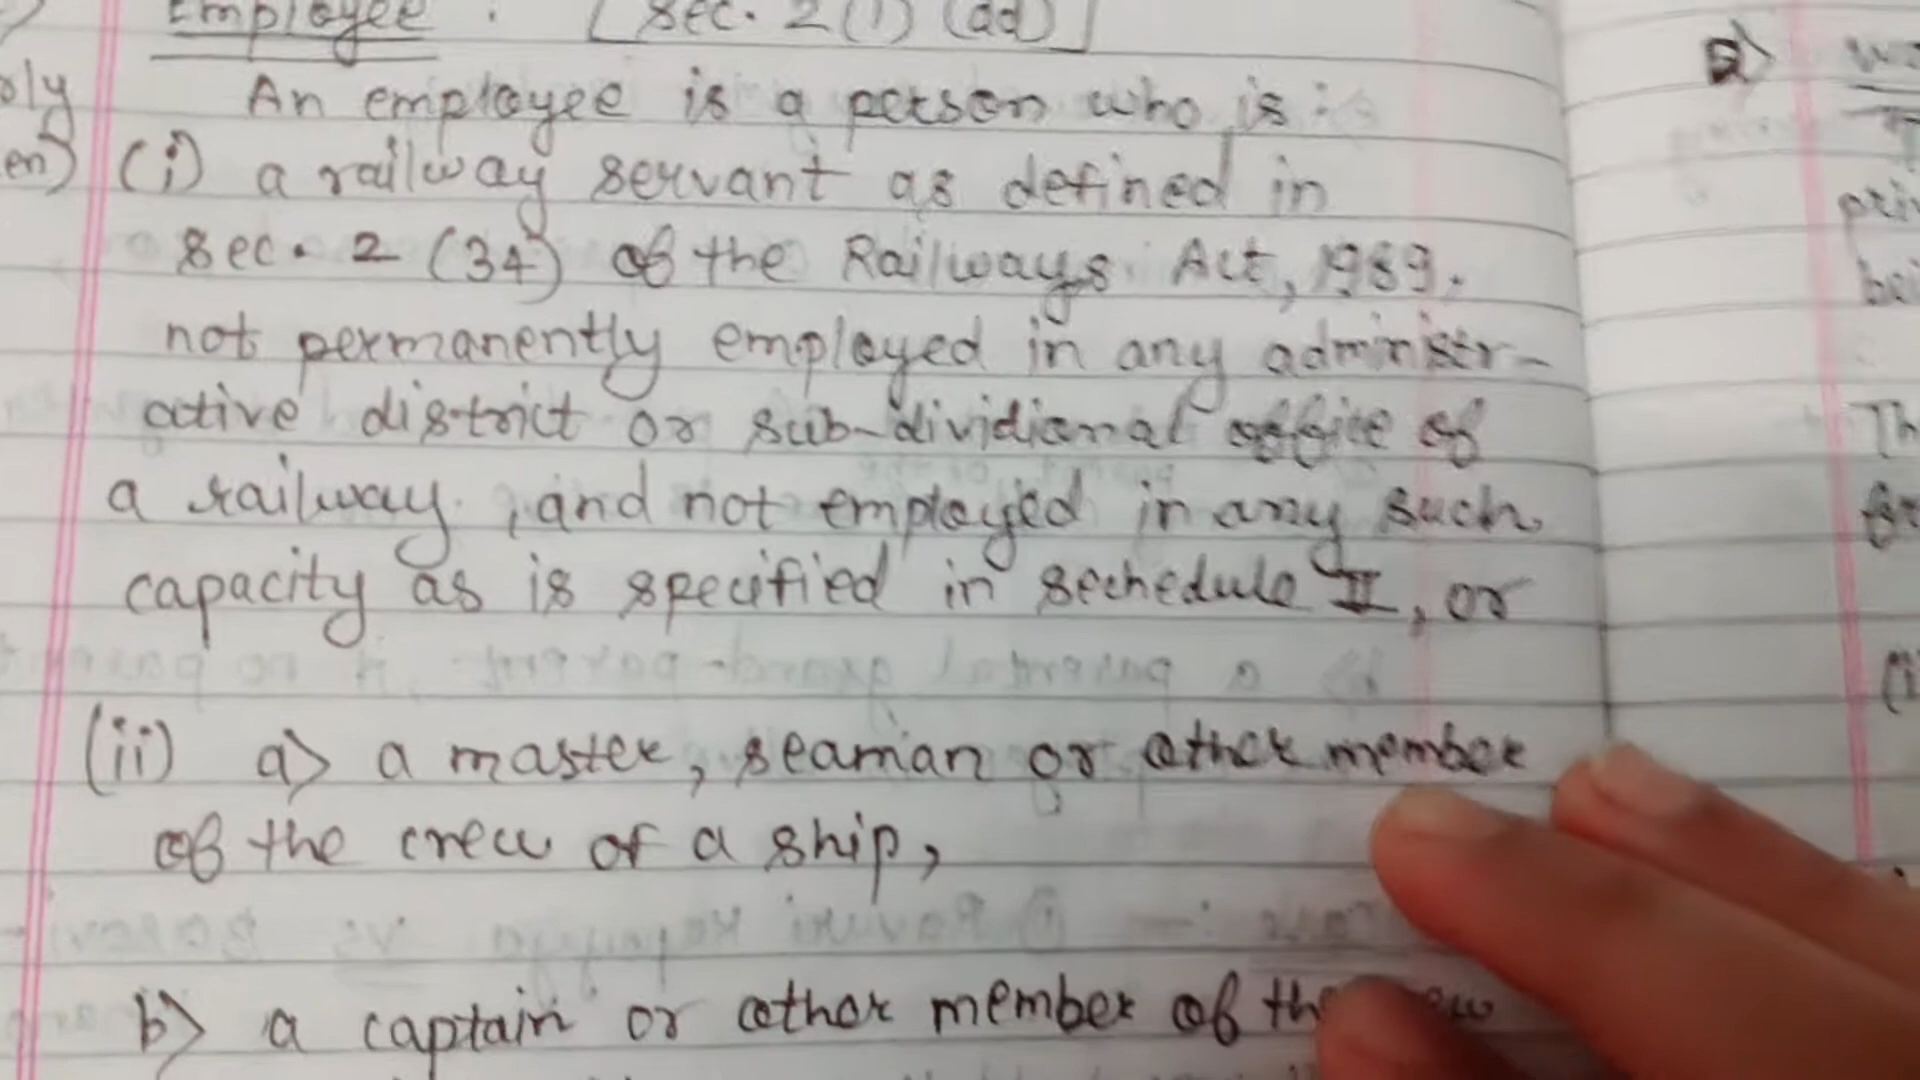 Employee : [Sec. 2 (1) (dd)]
An employee is a person who is :
(i) a railway servant as defined in
Sec. 2 (34) of the Railways Act, 1989.
not permanently employed in any administr-
ative district or sub-dividional office of
a railway, and not employed in any such
capacity as is specified in sechedule II, or
(ii) a> a master, seaman or other member
of the crew of a ship,
b> a captain or other member of the